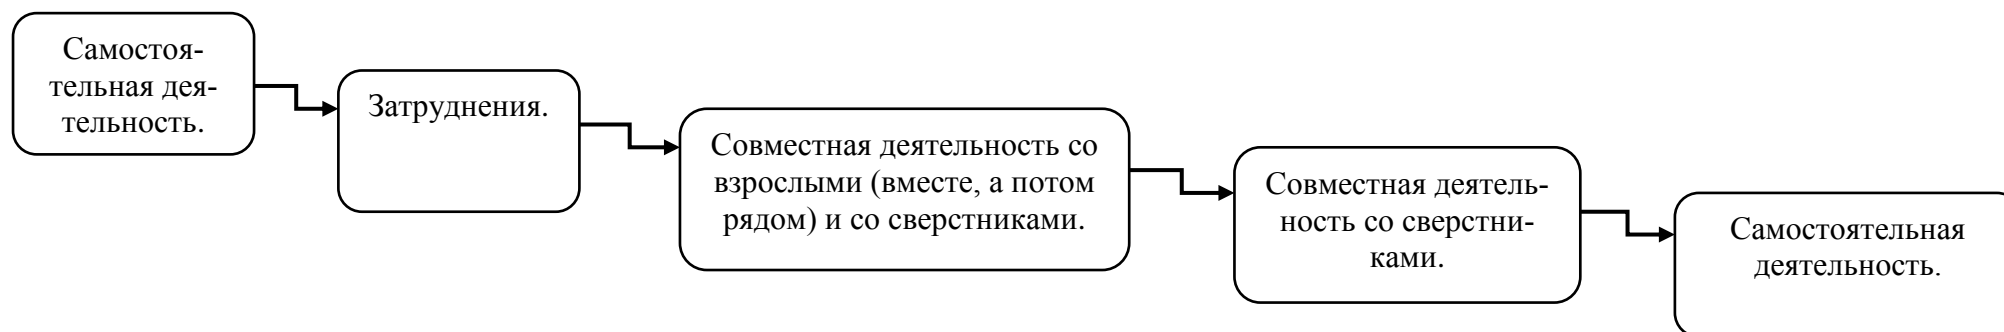 Самостоя-
тельная дея-
тельность.
Затруднения.
Совместная деятельность со
взрослыми (вместе, а потом
рядом) и со сверстниками.
Совместная деятель-
ность со сверстни-
ками.
Самостоятельная
деятельность.